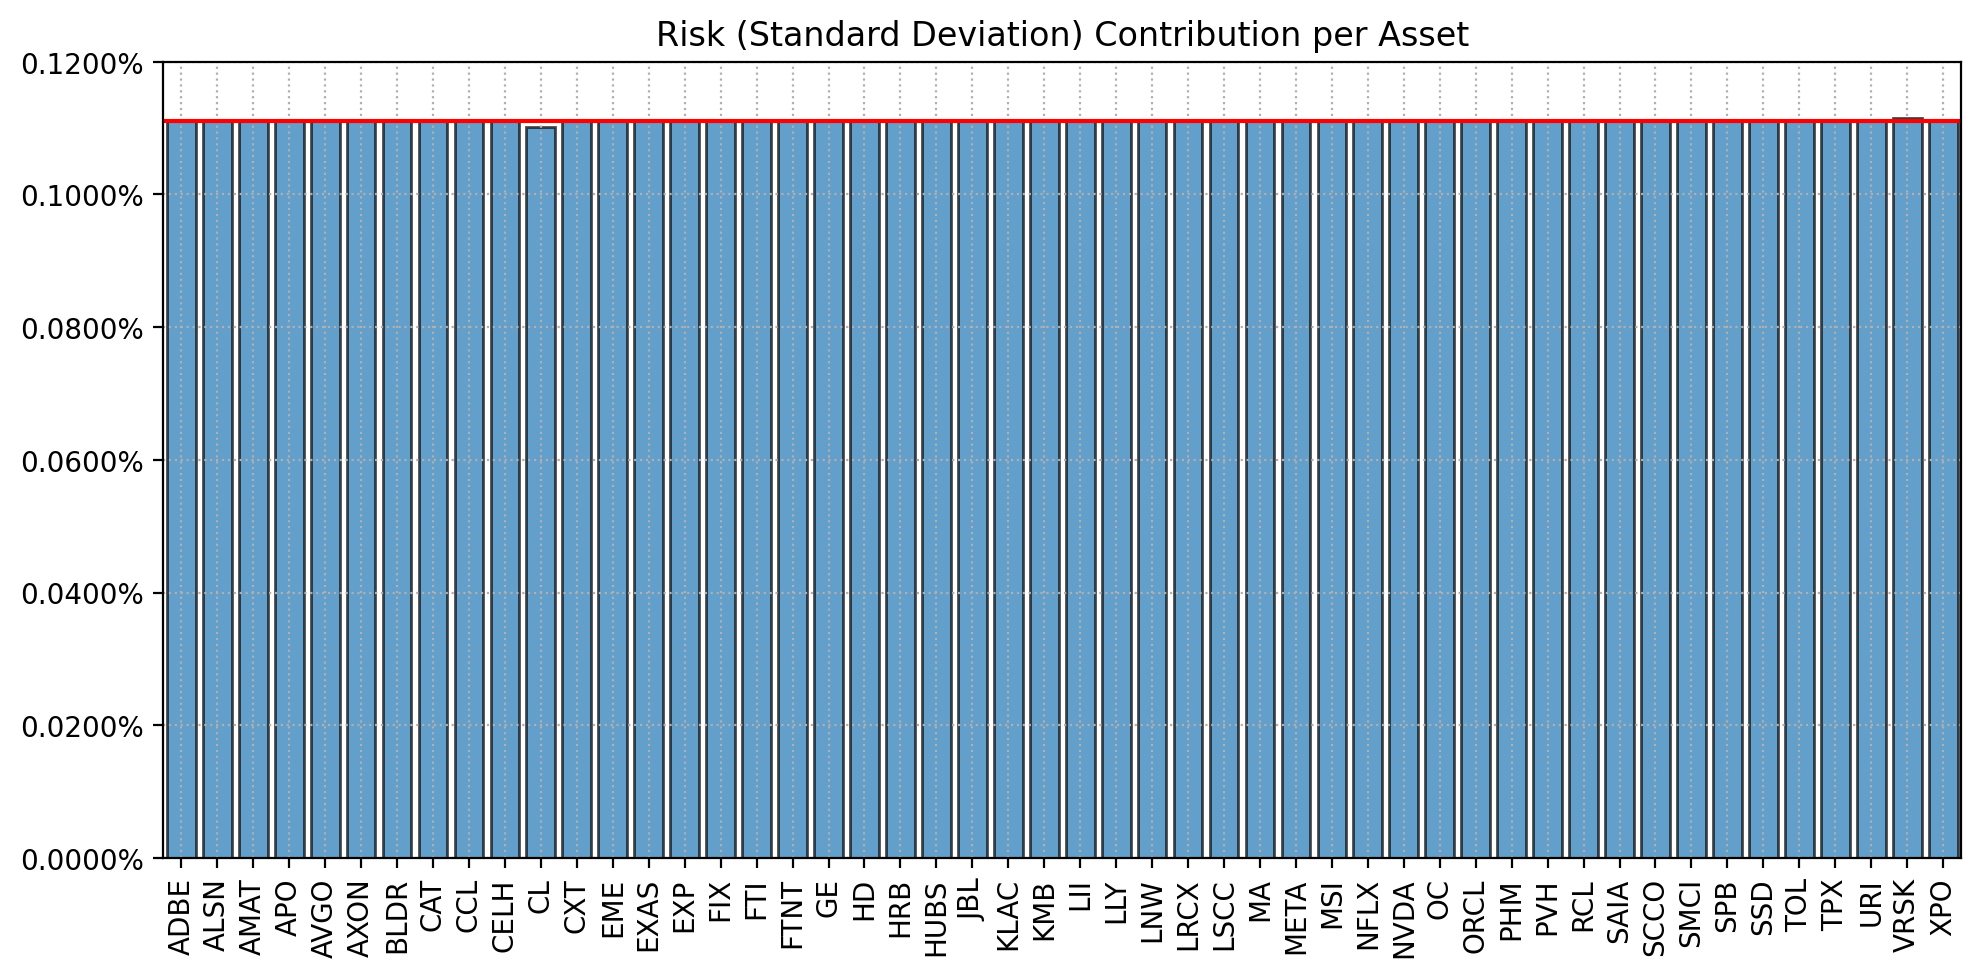 Risk (Standard Deviation) Contribution per Asset
0.1200%
0.1000%
0.0800%
0.0600%
0.0400%
0.0200%
0.0000%
ADBE
ALSN
AMAT
APO
AVGO
AXON
BLDR
CAT
CCL
CELH
CL
CXT
EME
EXAS
EXP
FIX
FTI
FTNT
GE
HD
HRB
HUBS
JBL
KLAC
KMB
LII
LLY
LNW
LRCX
LSCC
MA
META
MSI
NFLX
NVDA
OC
ORCL
PHM
PVH
RCL
SAIA
SCCO
SMCI
SPB
SSD
TOL
TPX
URI
VRSK
XPO